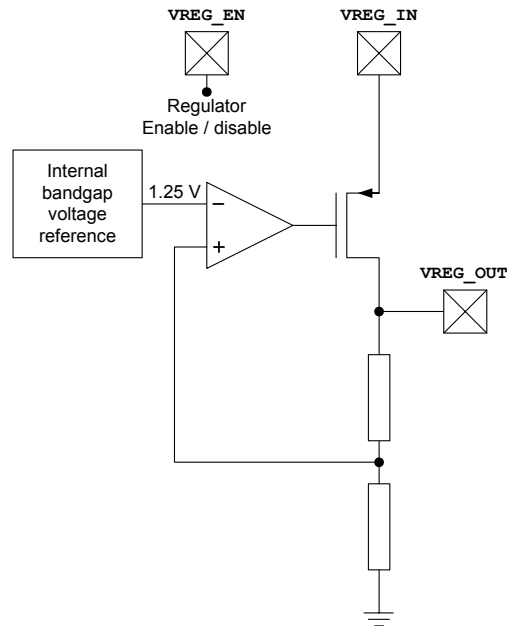 VREG_EN
VREG_IN
Regulator
Enable / disable
Internal
bandgap
voltage
reference
1.25 V
−
+
VREG_OUT